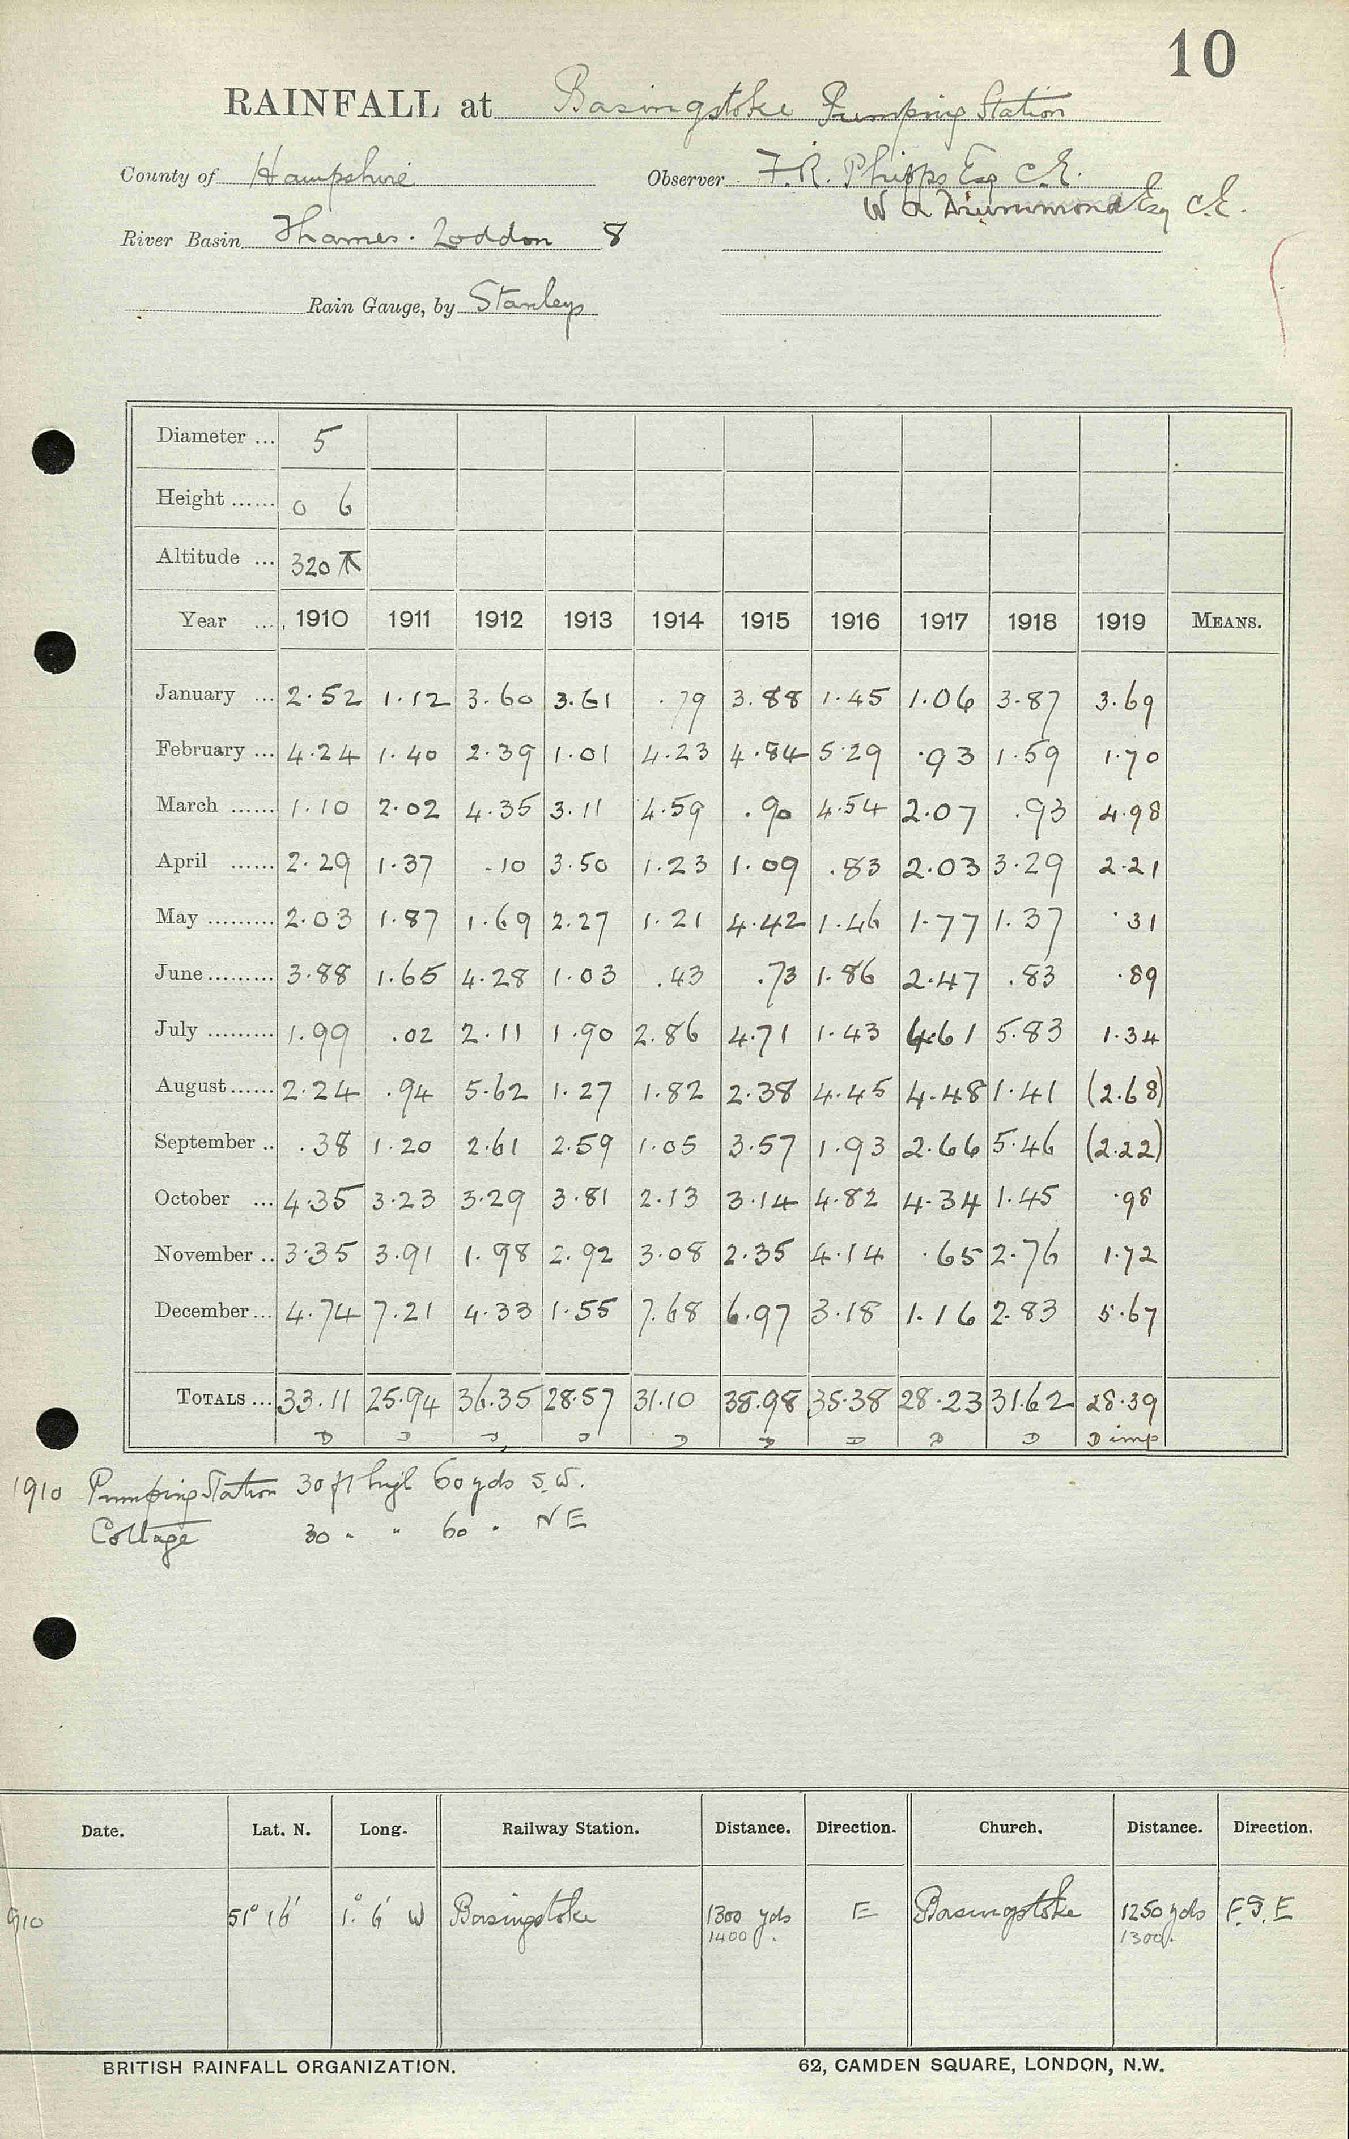 10
RAINFALL at Basingstoke Pumping Station
County of Hampshire Observer F.R. Phipps Esq C.E.
W A Drummond Esq C.E.
River Basin Thames. Loddon 8
Rain Gauge, by Stanleys
Diameter ... 5
Height ...... 0 6
Altitude ... 320
Year .... 1910 1911 1912 1913 1914 1915 1916 1917 1918 1919 MEANS.
January ... 2.52 1.12 3.60 3.61 .79 3.88 1.45 1.06 3.87 3.69
February ... 4.24 1.40 2.39 1.01 4.23 4.84 5.29 .93 1.59 1.70
March ...... 1.10 2.02 4.35 3.11 4.59 .90 4.54 2.07 .93 4.98
April ...... 2.29 1.37 .10 3.50 1.23 1.09 .83 2.03 3.29 2.21
May ......... 2.03 1.87 1.69 2.27 1.21 4.42 1.46 1.77 1.37 .31
June ......... 3.88 1.65 4.28 1.03 .43 .73 1.86 2.47 .83 .89
July ......... 1.99 .02 2.11 1.90 2.86 4.71 1.43 4.61 5.83 1.34
August ...... 2.24 .94 5.62 1.27 1.82 2.38 4.45 4.48 1.41 (2.68)
September .. .38 1.20 2.61 2.59 1.05 3.57 1.93 2.66 5.46 (2.22)
October ... 4.35 3.23 3.29 3.81 2.13 3.14 4.82 4.34 1.45 .98
November .. 3.35 3.91 1.98 2.92 3.08 2.35 4.14 .65 2.76 1.72
December ... 4.74 7.21 4.33 1.55 7.68 6.97 3.18 1.16 2.83 5.67
TOTALS ... 33.11 25.94 36.35 28.57 31.10 38.98 35.38 28.23 31.62 28.39
D D D D D D D D D D imp
1910 Pumping Station 30 ft high 60 yds S.W.
Cottage 30 " " 60 " NE
Date. Lat. N. Long. Railway Station. Distance. Direction. Church. Distance. Direction.
910 51° 16' 1° 6' W Basingstoke 1300 yds E Basingstoke 1250 yds E.S.E
1400 1300
BRITISH RAINFALL ORGANIZATION. 62, CAMDEN SQUARE, LONDON, N.W.